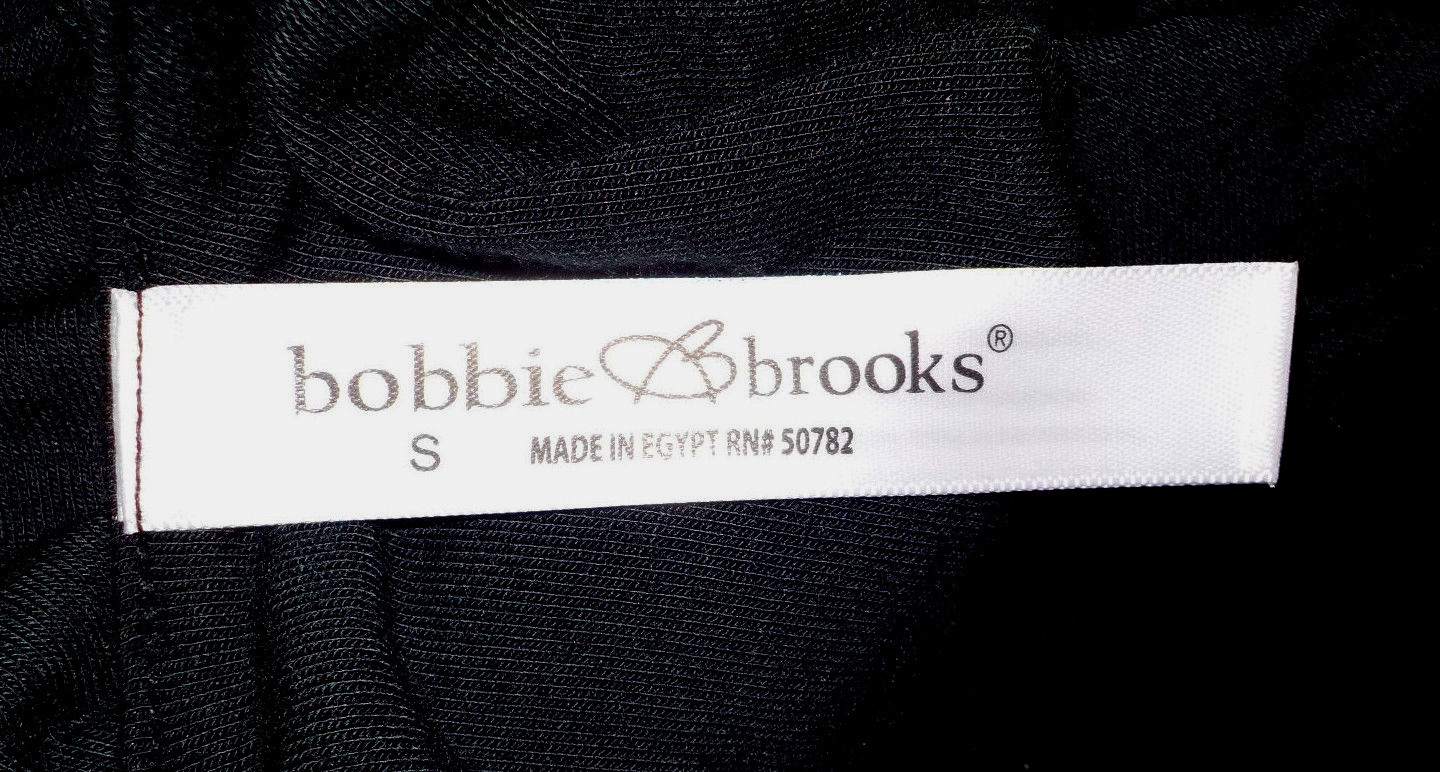 bobbie brooks®
S MADE IN EGYPT RN# 50782